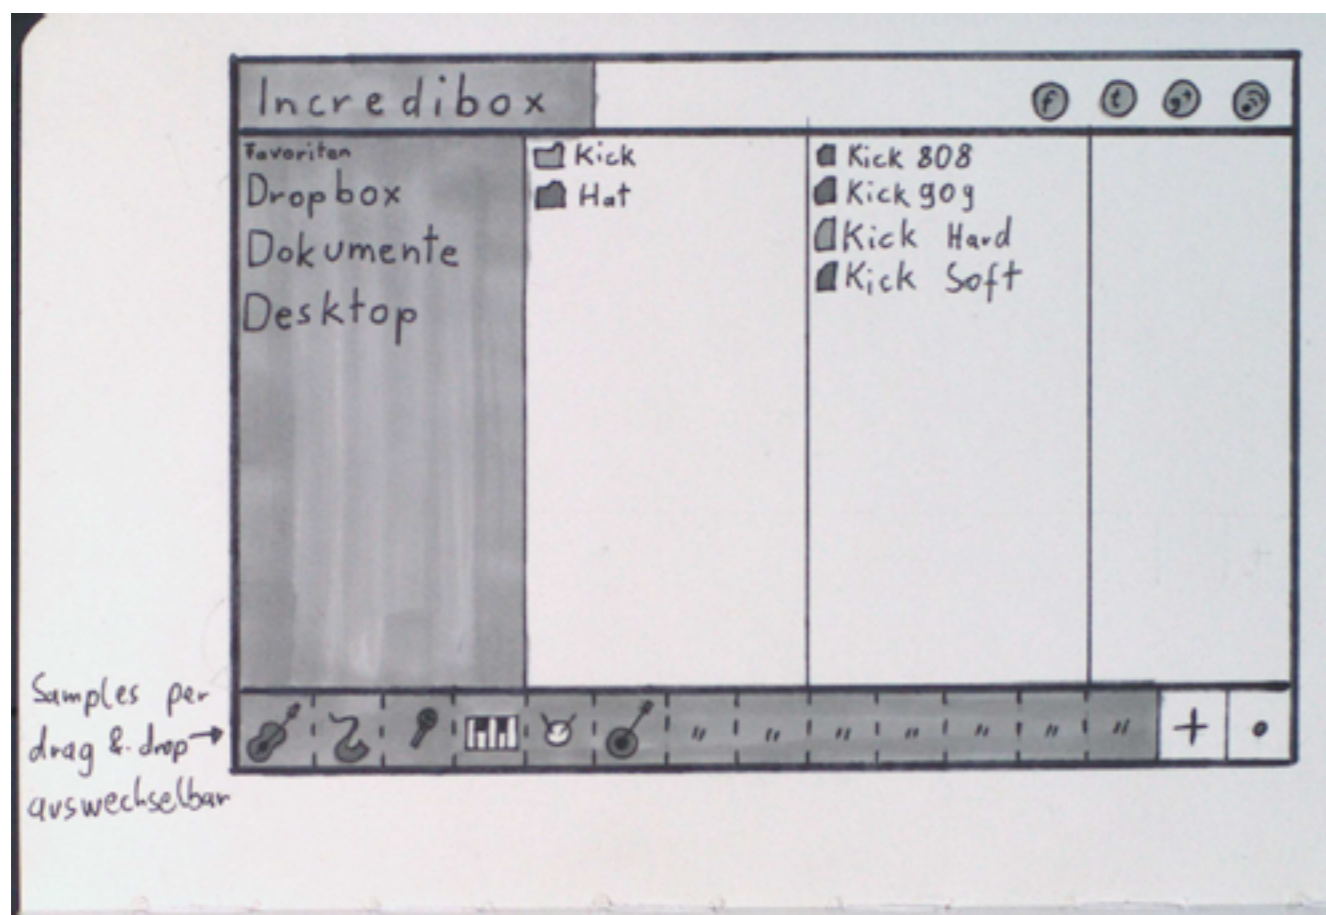 Incredibox
f t g+
Favoriten
Dropbox
Dokumente
Desktop
Kick
Hat
Kick 808
Kick 909
Kick Hard
Kick Soft
Samples per
drag & drop →
auswechselbar
" " " " " " " +